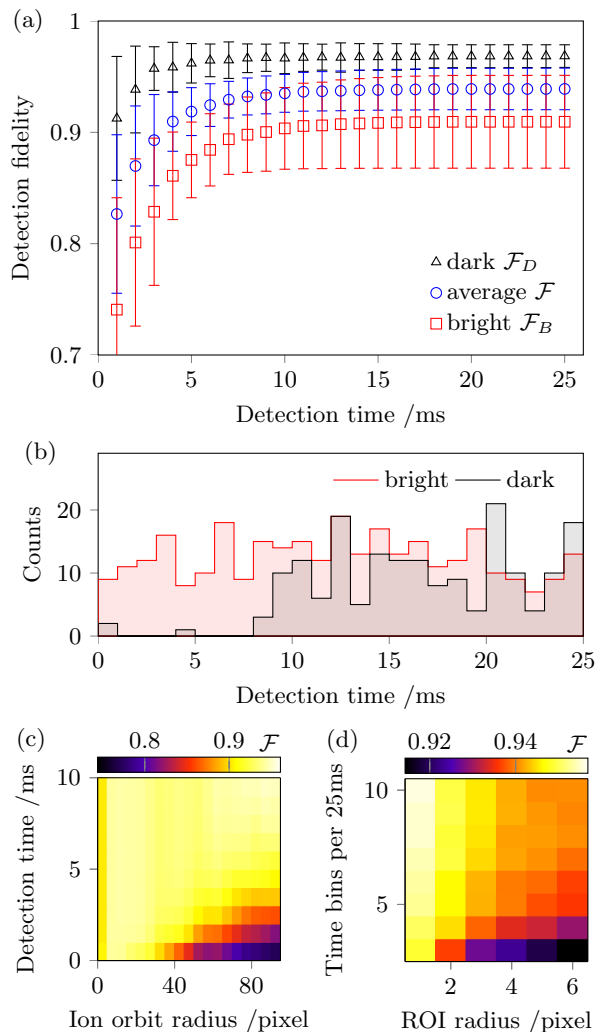 (a)
1
0.9
0.8
0.7
Detection fidelity
dark F_D
average F
bright F_B
0 5 10 15 20 25
Detection time /ms
(b)
bright dark
20
10
0
Counts
0 5 10 15 20 25
Detection time /ms
(c)
0.8 0.9 F
10
5
0
Detection time /ms
0 40 80
Ion orbit radius /pixel
(d)
0.92 0.94 F
10
5
Time bins per 25ms
2 4 6
ROI radius /pixel